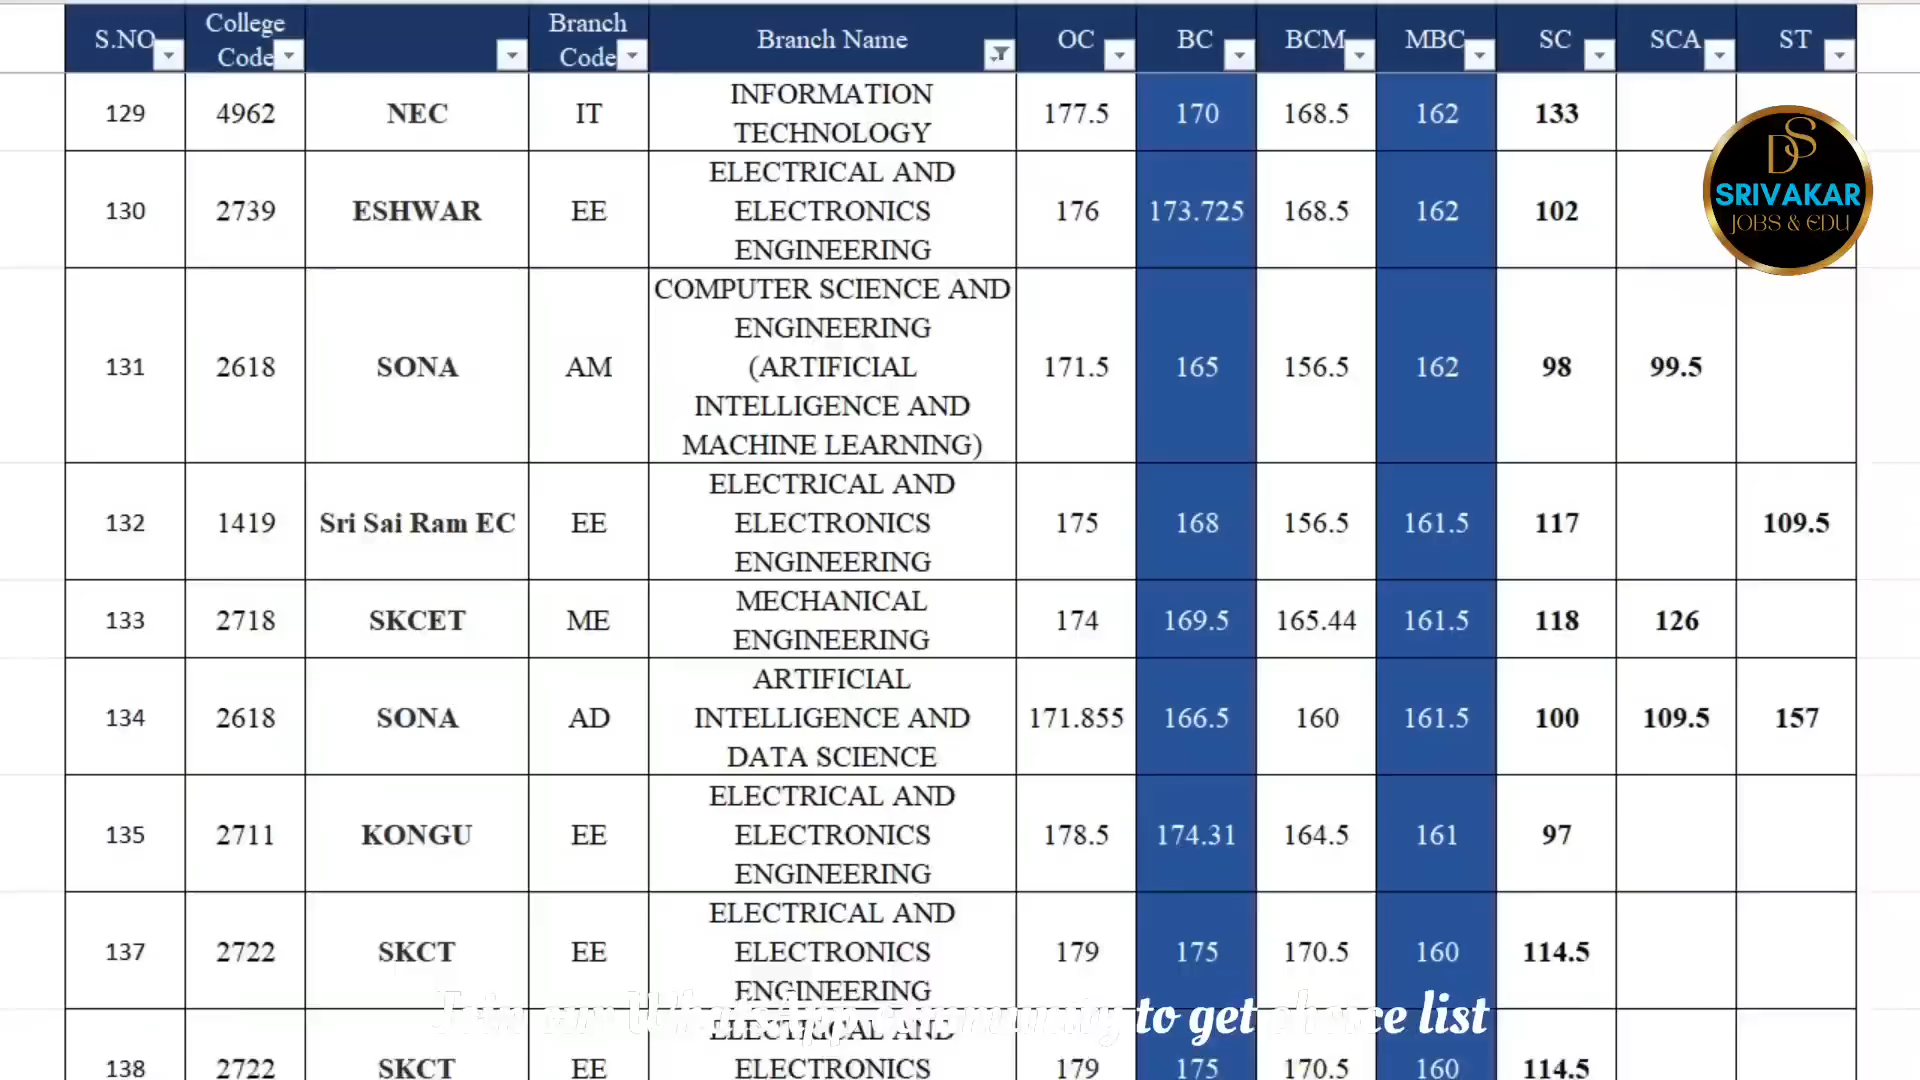 S.NO College Code Branch Code Branch Name OC BC BCM MBC SC SCA ST
129 4962 NEC IT INFORMATION TECHNOLOGY 177.5 170 168.5 162 133
130 2739 ESHWAR EE ELECTRICAL AND ELECTRONICS ENGINEERING 176 173.725 168.5 162 102
131 2618 SONA AM COMPUTER SCIENCE AND ENGINEERING (ARTIFICIAL INTELLIGENCE AND MACHINE LEARNING) 171.5 165 156.5 162 98 99.5
132 1419 Sri Sai Ram EC EE ELECTRICAL AND ELECTRONICS ENGINEERING 175 168 156.5 161.5 117 109.5
133 2718 SKCET ME MECHANICAL ENGINEERING 174 169.5 165.44 161.5 118 126
134 2618 SONA AD ARTIFICIAL INTELLIGENCE AND DATA SCIENCE 171.855 166.5 160 161.5 100 109.5 157
135 2711 KONGU EE ELECTRICAL AND ELECTRONICS ENGINEERING 178.5 174.31 164.5 161 97
137 2722 SKCT EE ELECTRICAL AND ELECTRONICS ENGINEERING 179 175 170.5 160 114.5
138 2722 SKCT EE ELECTRICAL AND ELECTRONICS 179 175 170.5 160 114.5
DS
SRIVAKAR
JOBS & EDU
Join our WhatsApp community to get choice list